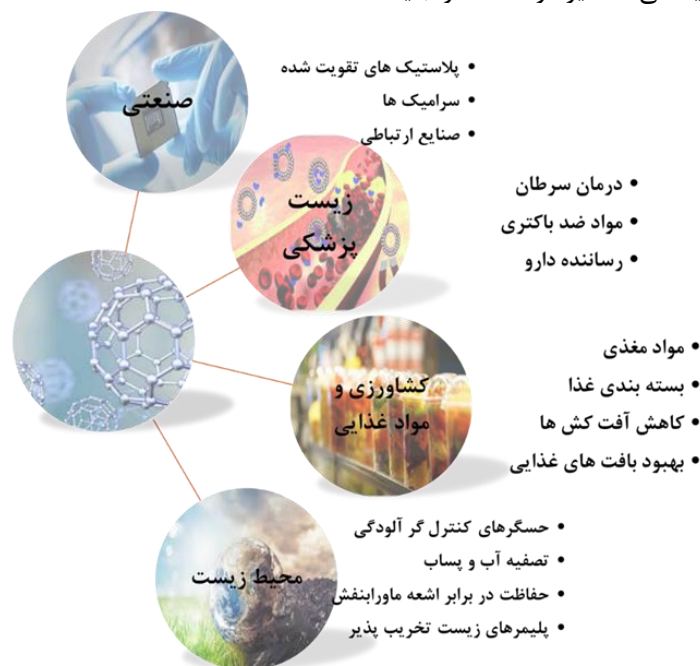 صنعتی
• پلاستیک های تقویت شده
• سرامیک ها
• صنایع ارتباطی
زیست
پزشکی
• درمان سرطان
• مواد ضد باکتری
• رساننده دارو
کشاورزی و
مواد غذایی
• مواد مغذی
• بسته بندی غذا
• کاهش آفت کش ها
• بهبود بافت های غذایی
محیط زیست
• حسگرهای کنترل گر آلودگی
• تصفیه آب و پساب
• حفاظت در برابر اشعه ماورابنفش
• پلیمرهای زیست تخریب پذیر